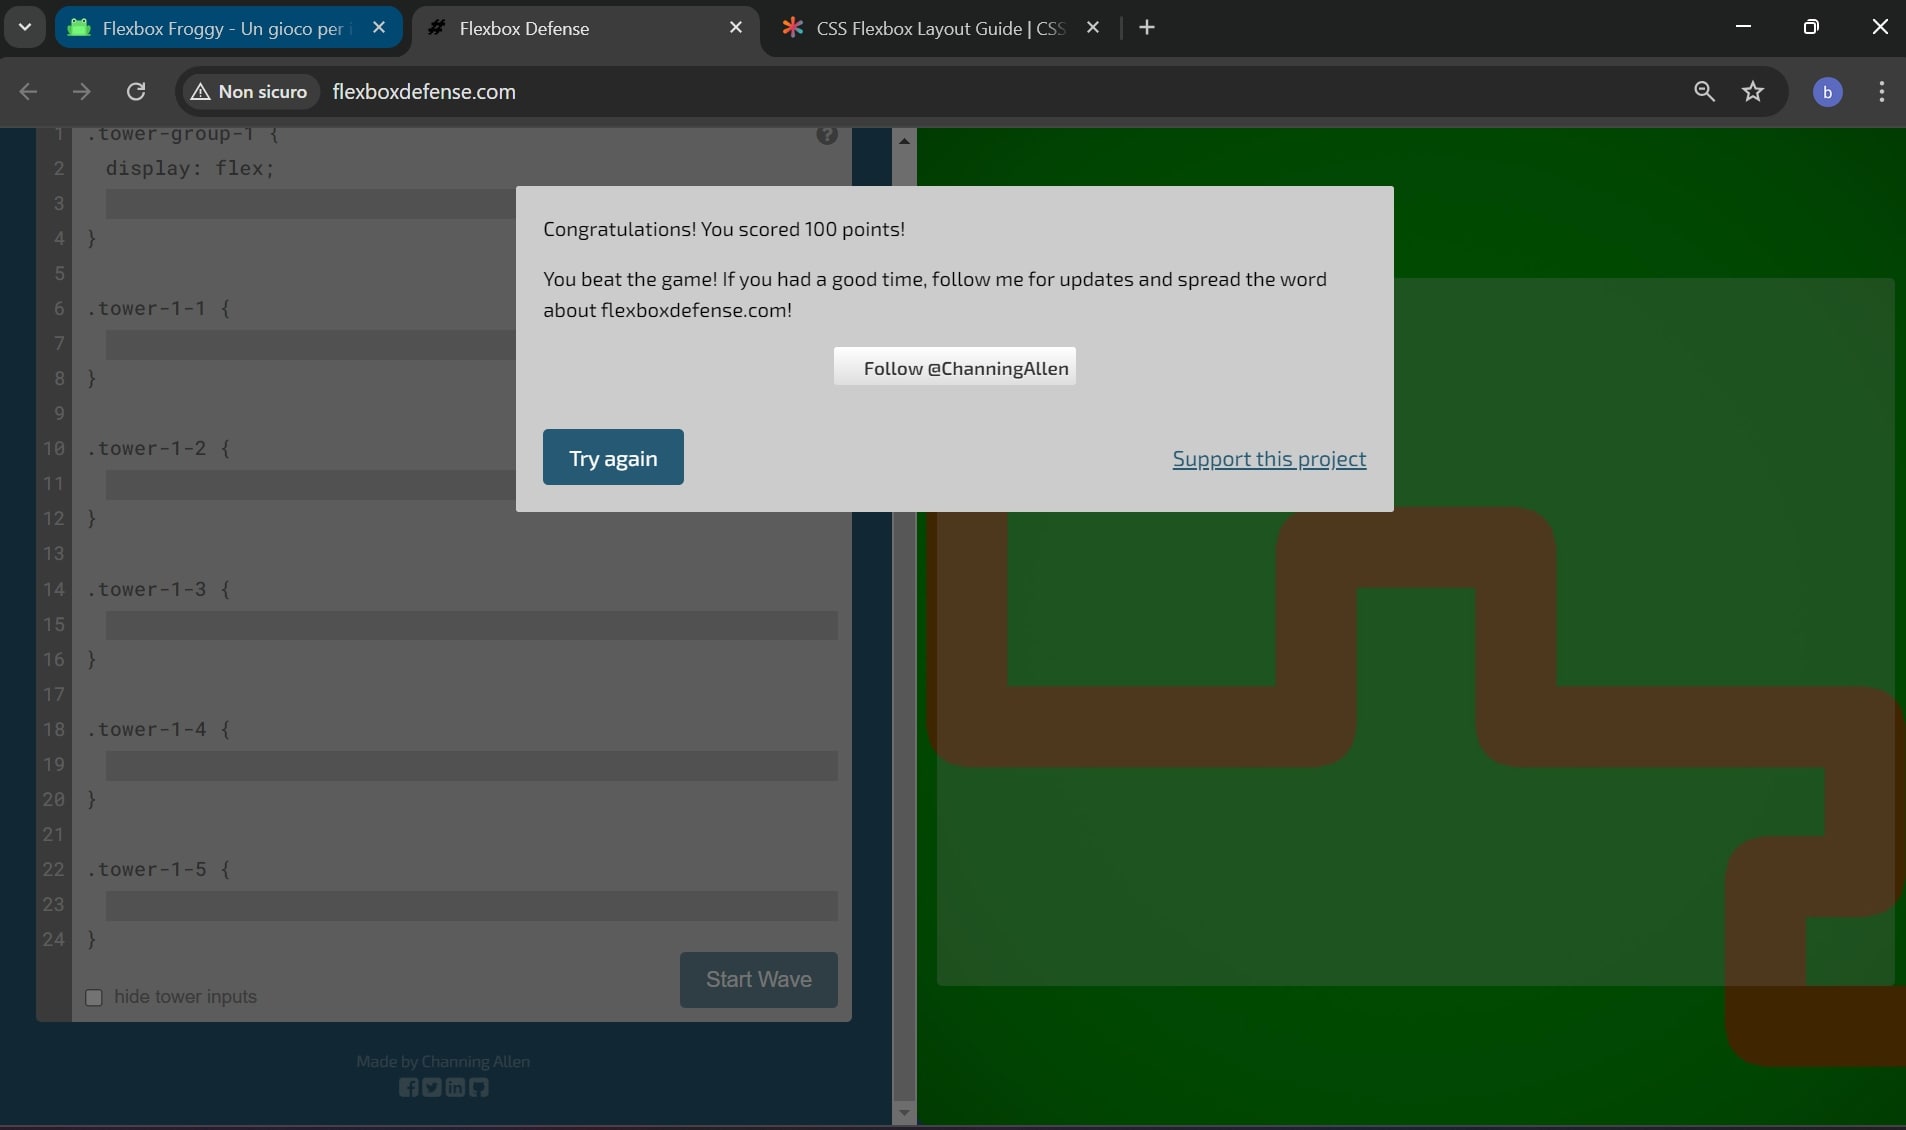 Flexbox Froggy - Un gioco per i
Flexbox Defense
CSS Flexbox Layout Guide | CSS
Non sicuro
flexboxdefense.com
b
1 .tower-group-1 {
2 display: flex;
3
4 }
5
6 .tower-1-1 {
7
8 }
9
10 .tower-1-2 {
11
12 }
13
14 .tower-1-3 {
15
16 }
17
18 .tower-1-4 {
19
20 }
21
22 .tower-1-5 {
23
24 }
hide tower inputs
Start Wave
Made by Channing Allen
Congratulations! You scored 100 points!
You beat the game! If you had a good time, follow me for updates and spread the word
about flexboxdefense.com!
Follow @ChanningAllen
Try again
Support this project